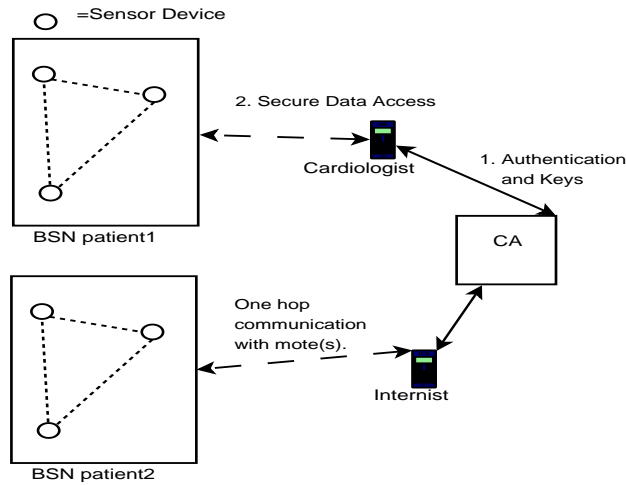 =Sensor Device
2. Secure Data Access
Cardiologist
1. Authentication
and Keys
BSN patient1
CA
One hop
communication
with mote(s).
Internist
BSN patient2